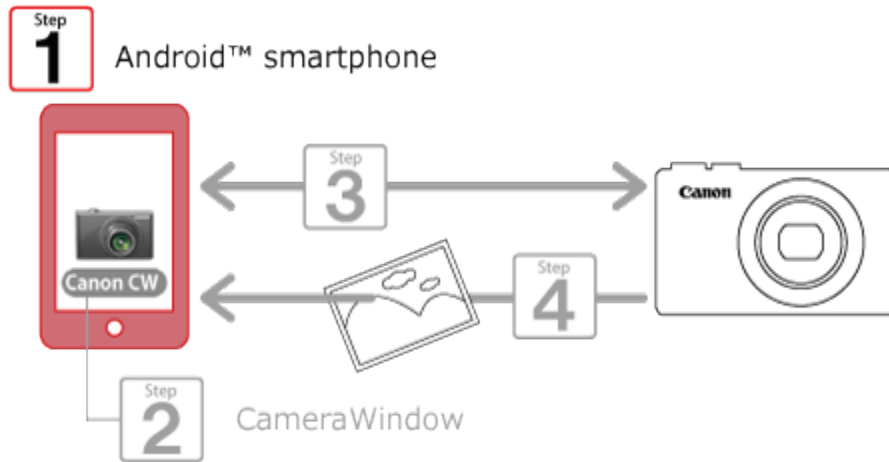 Step
1
Android™ smartphone
Step
3
Canon
Canon CW
Step
4
Step
2
CameraWindow